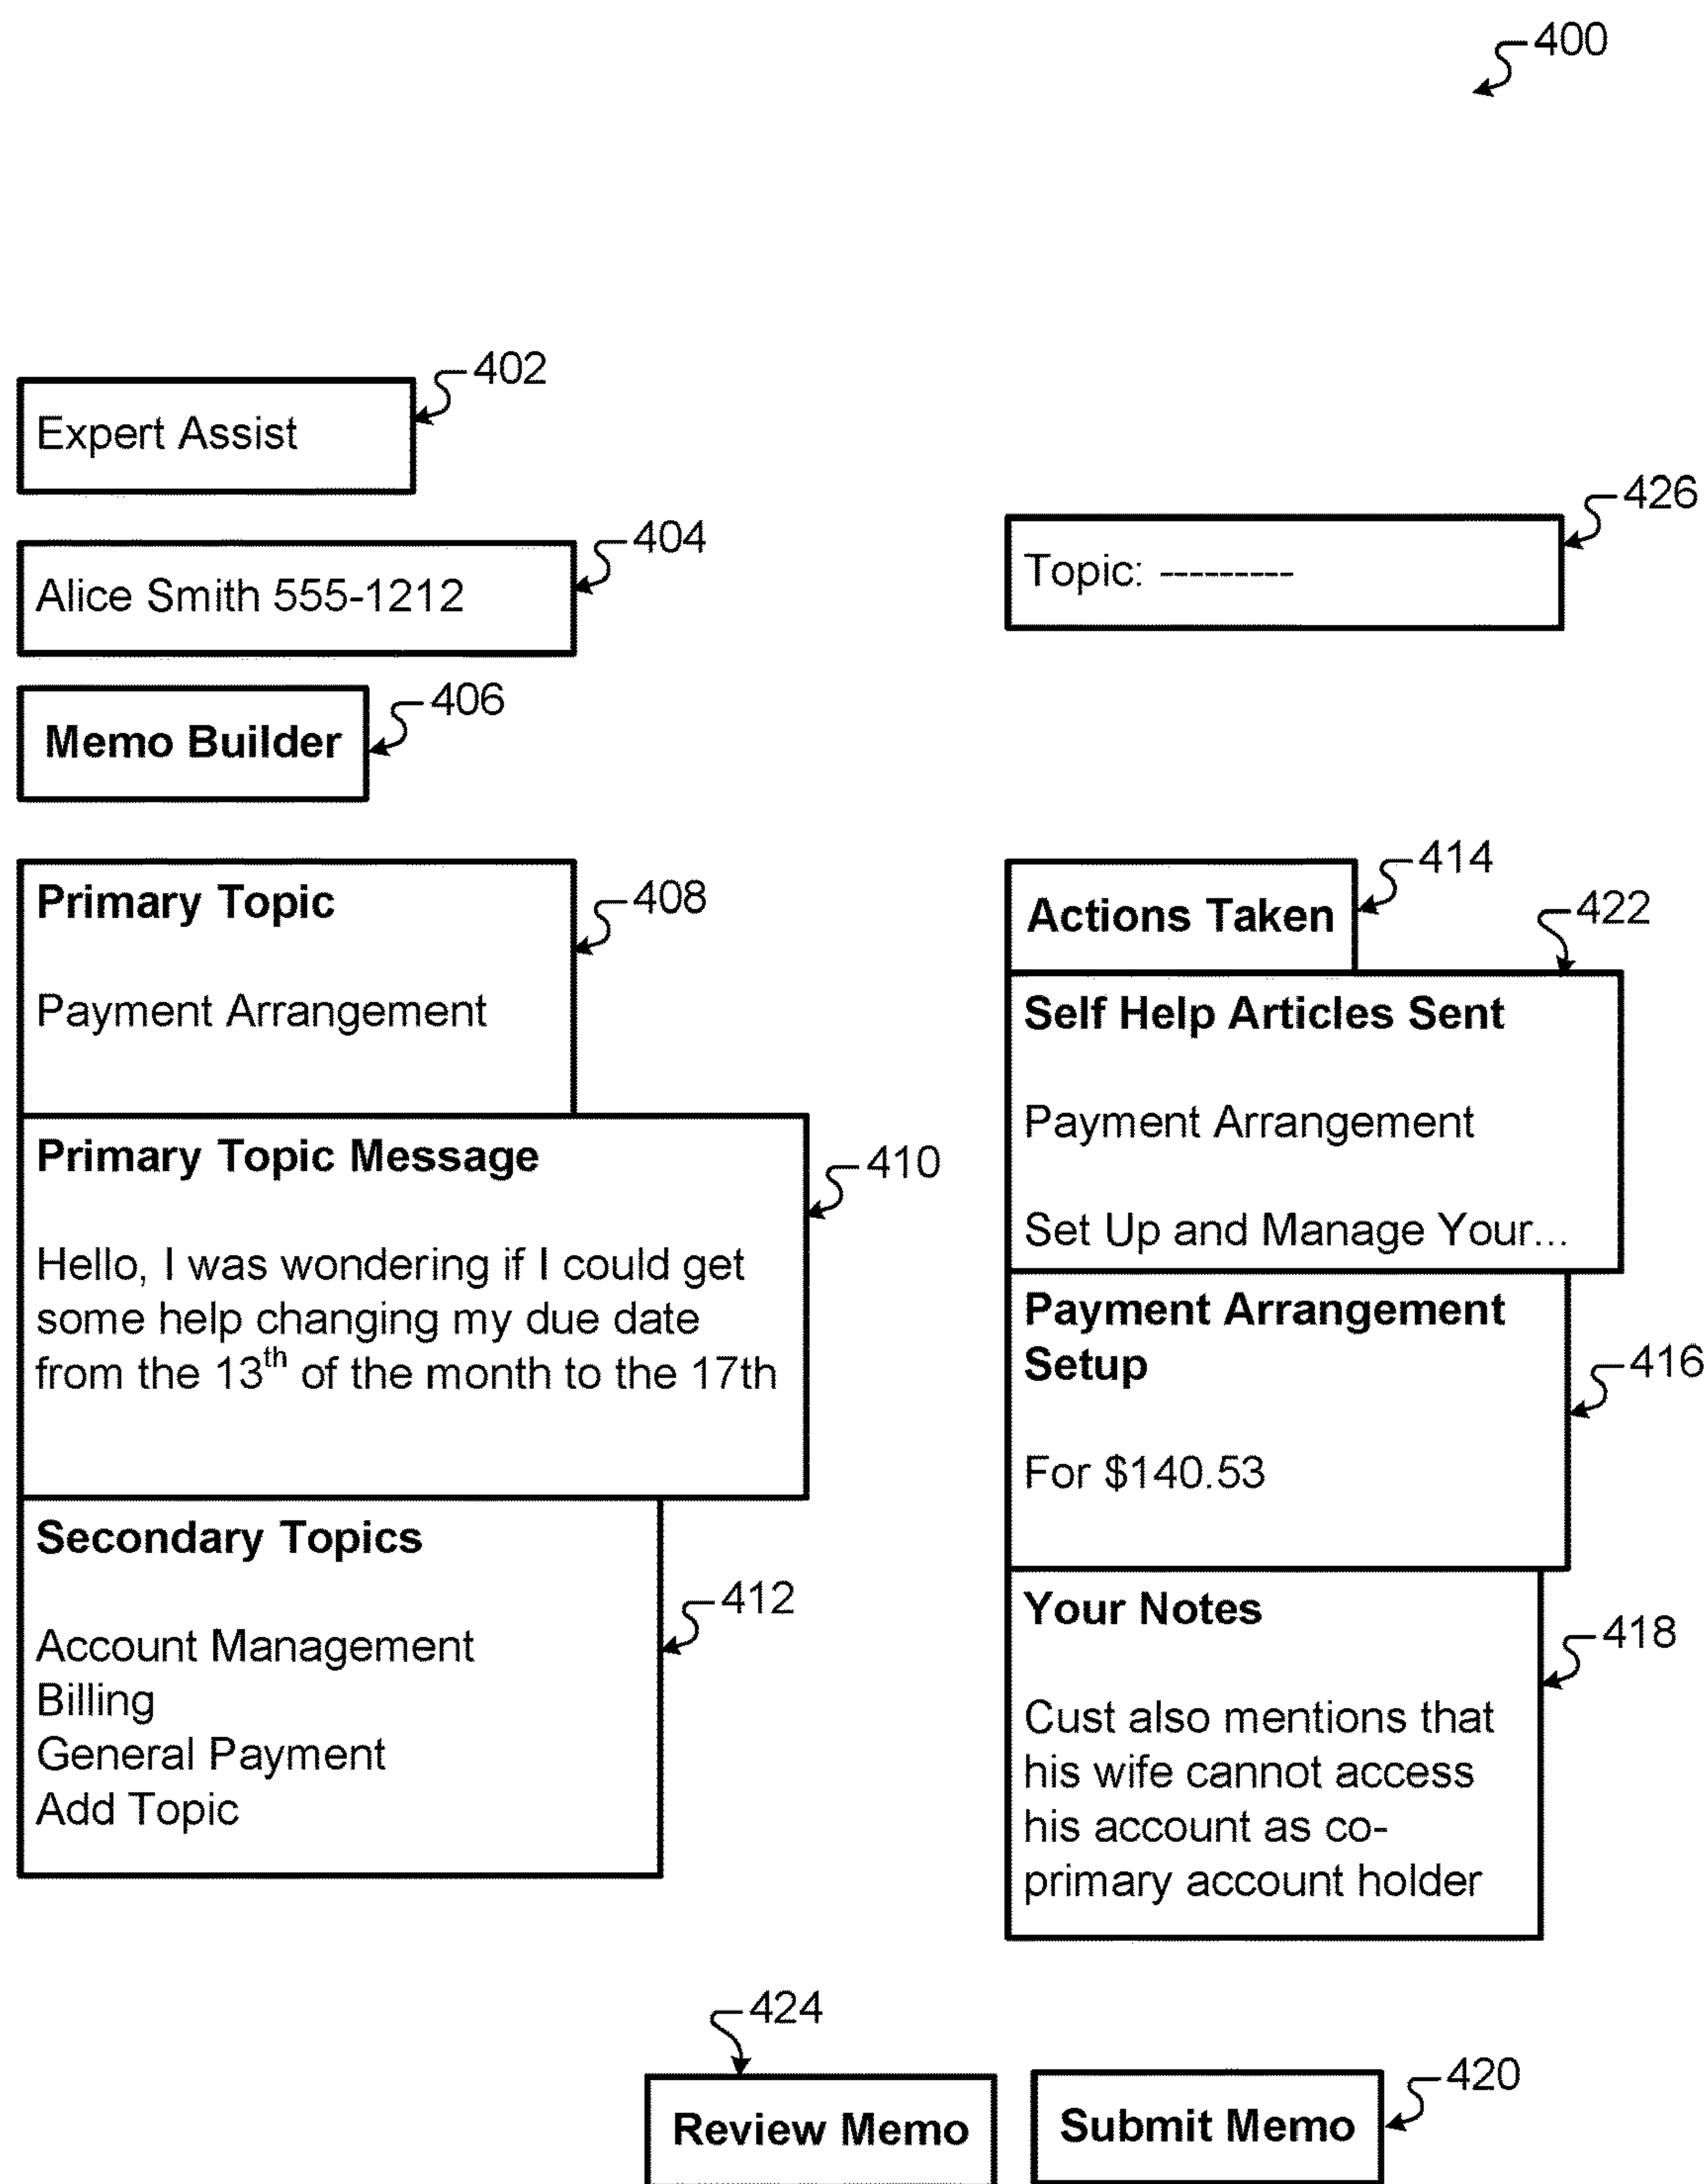 400
402
Expert Assist
426
404
Topic: ---------
Alice Smith 555-1212
406
Memo Builder
408
Primary Topic
Payment Arrangement
410
Primary Topic Message
Hello, I was wondering if I could get
some help changing my due date
from the 13th of the month to the 17th
412
Secondary Topics
Account Management
Billing
General Payment
Add Topic
414
Actions Taken
422
Self Help Articles Sent
Payment Arrangement
Set Up and Manage Your...
416
Payment Arrangement
Setup
For $140.53
418
Your Notes
Cust also mentions that
his wife cannot access
his account as co-
primary account holder
424
Review Memo
420
Submit Memo